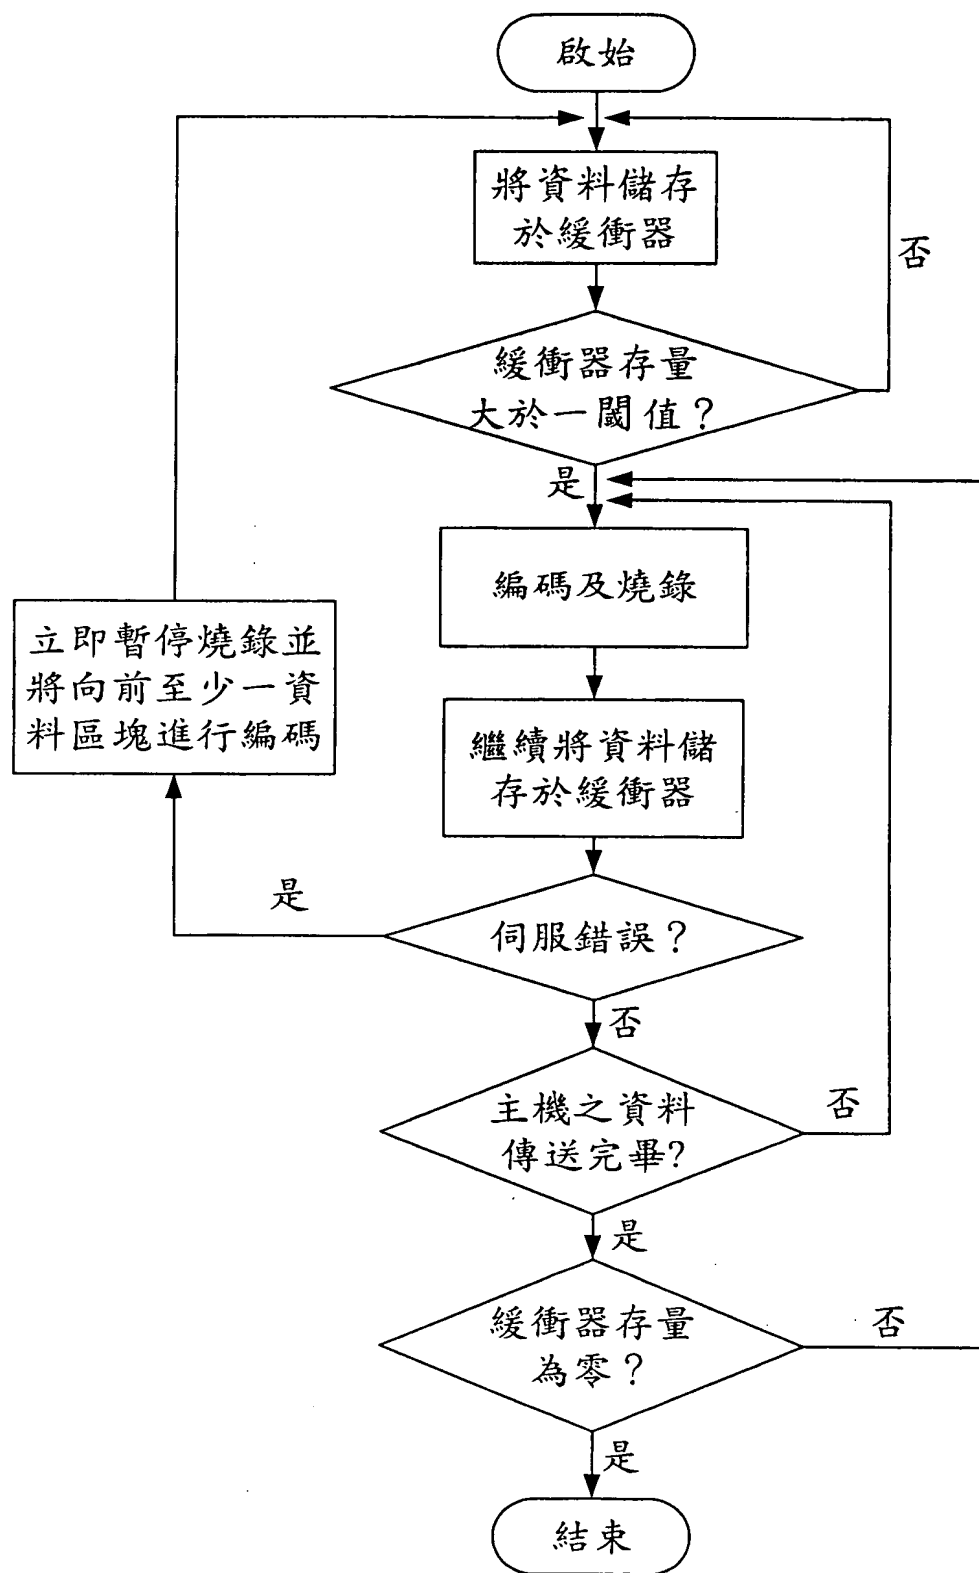 啟始
將資料儲存
於緩衝器
否
緩衝器存量
大於一閾值？
是
編碼及燒錄
立即暫停燒錄並
將向前至少一資
料區塊進行編碼
繼續將資料儲
存於緩衝器
是
伺服錯誤？
否
主機之資料
傳送完畢?
否
是
緩衝器存量
為零？
否
是
結束